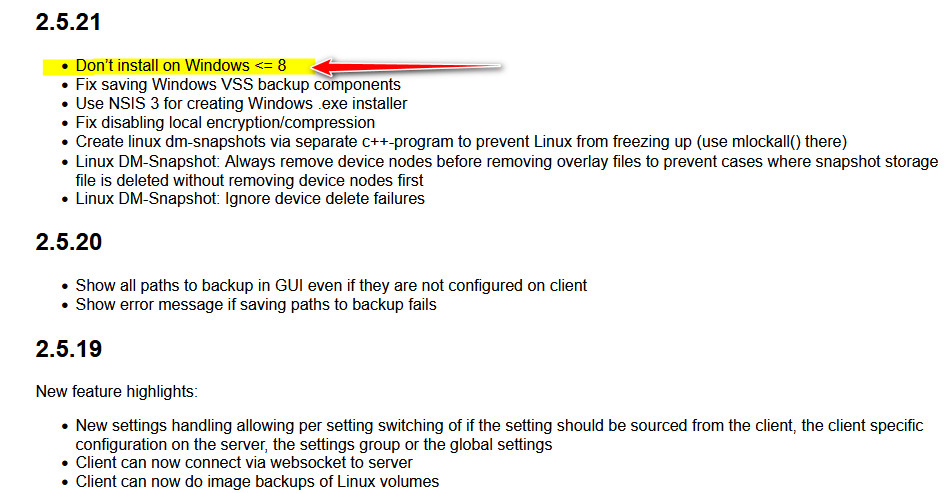 2.5.21
• Don’t install on Windows <= 8
• Fix saving Windows VSS backup components
• Use NSIS 3 for creating Windows .exe installer
• Fix disabling local encryption/compression
• Create linux dm-snapshots via separate c++-program to prevent Linux from freezing up (use mlockall() there)
• Linux DM-Snapshot: Always remove device nodes before removing overlay files to prevent cases where snapshot storage
file is deleted without removing device nodes first
• Linux DM-Snapshot: Ignore device delete failures
2.5.20
• Show all paths to backup in GUI even if they are not configured on client
• Show error message if saving paths to backup fails
2.5.19
New feature highlights:
• New settings handling allowing per setting switching of if the setting should be sourced from the client, the client specific
configuration on the server, the settings group or the global settings
• Client can now connect via websocket to server
• Client can now do image backups of Linux volumes